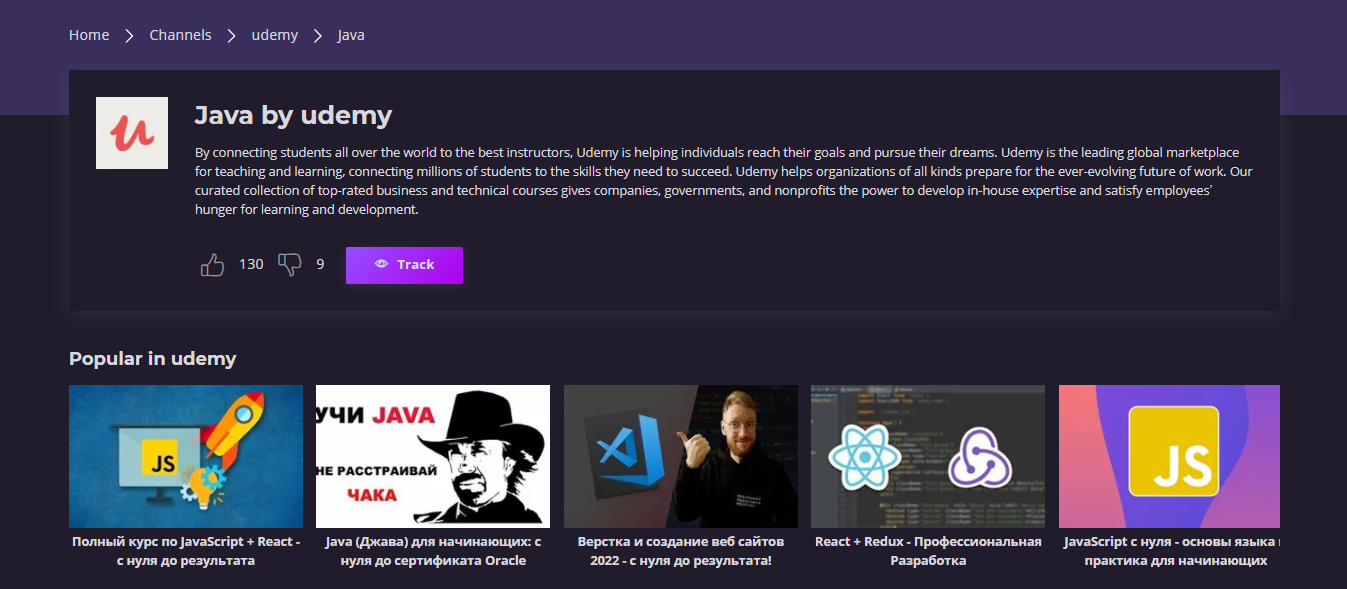 Home > Channels > udemy > Java
Java by udemy
By connecting students all over the world to the best instructors, Udemy is helping individuals reach their goals and pursue their dreams. Udemy is the leading global marketplace
for teaching and learning, connecting millions of students to the skills they need to succeed. Udemy helps organizations of all kinds prepare for the ever-evolving future of work. Our
curated collection of top-rated business and technical courses gives companies, governments, and nonprofits the power to develop in-house expertise and satisfy employees'
hunger for learning and development.
130 9 Track
Popular in udemy
JS
УЧИ JAVA
НЕ РАССТРАИВАЙ
ЧАКА
JS
Полный курс по JavaScript + React -
с нуля до результата
Java (Джава) для начинающих: с
нуля до сертификата Oracle
Верстка и создание веб сайтов
2022 - с нуля до результата!
React + Redux - Профессиональная
Разработка
JavaScript с нуля - основы языка
практика для начинающих